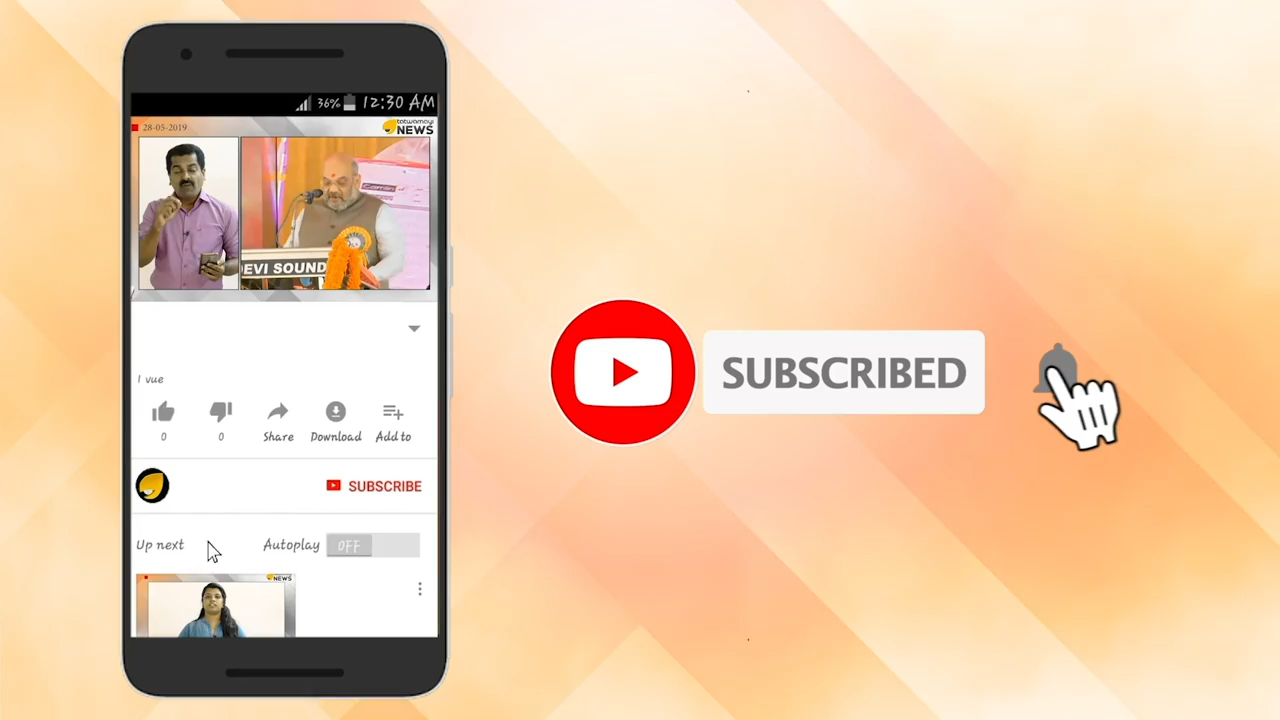 36% 12:30 AM
28-05-2019
tatwamayi
NEWS
DEVI SOUND
1 vue
0 0 Share Download Add to
SUBSCRIBE
Up next Autoplay OFF
NEWS
SUBSCRIBED